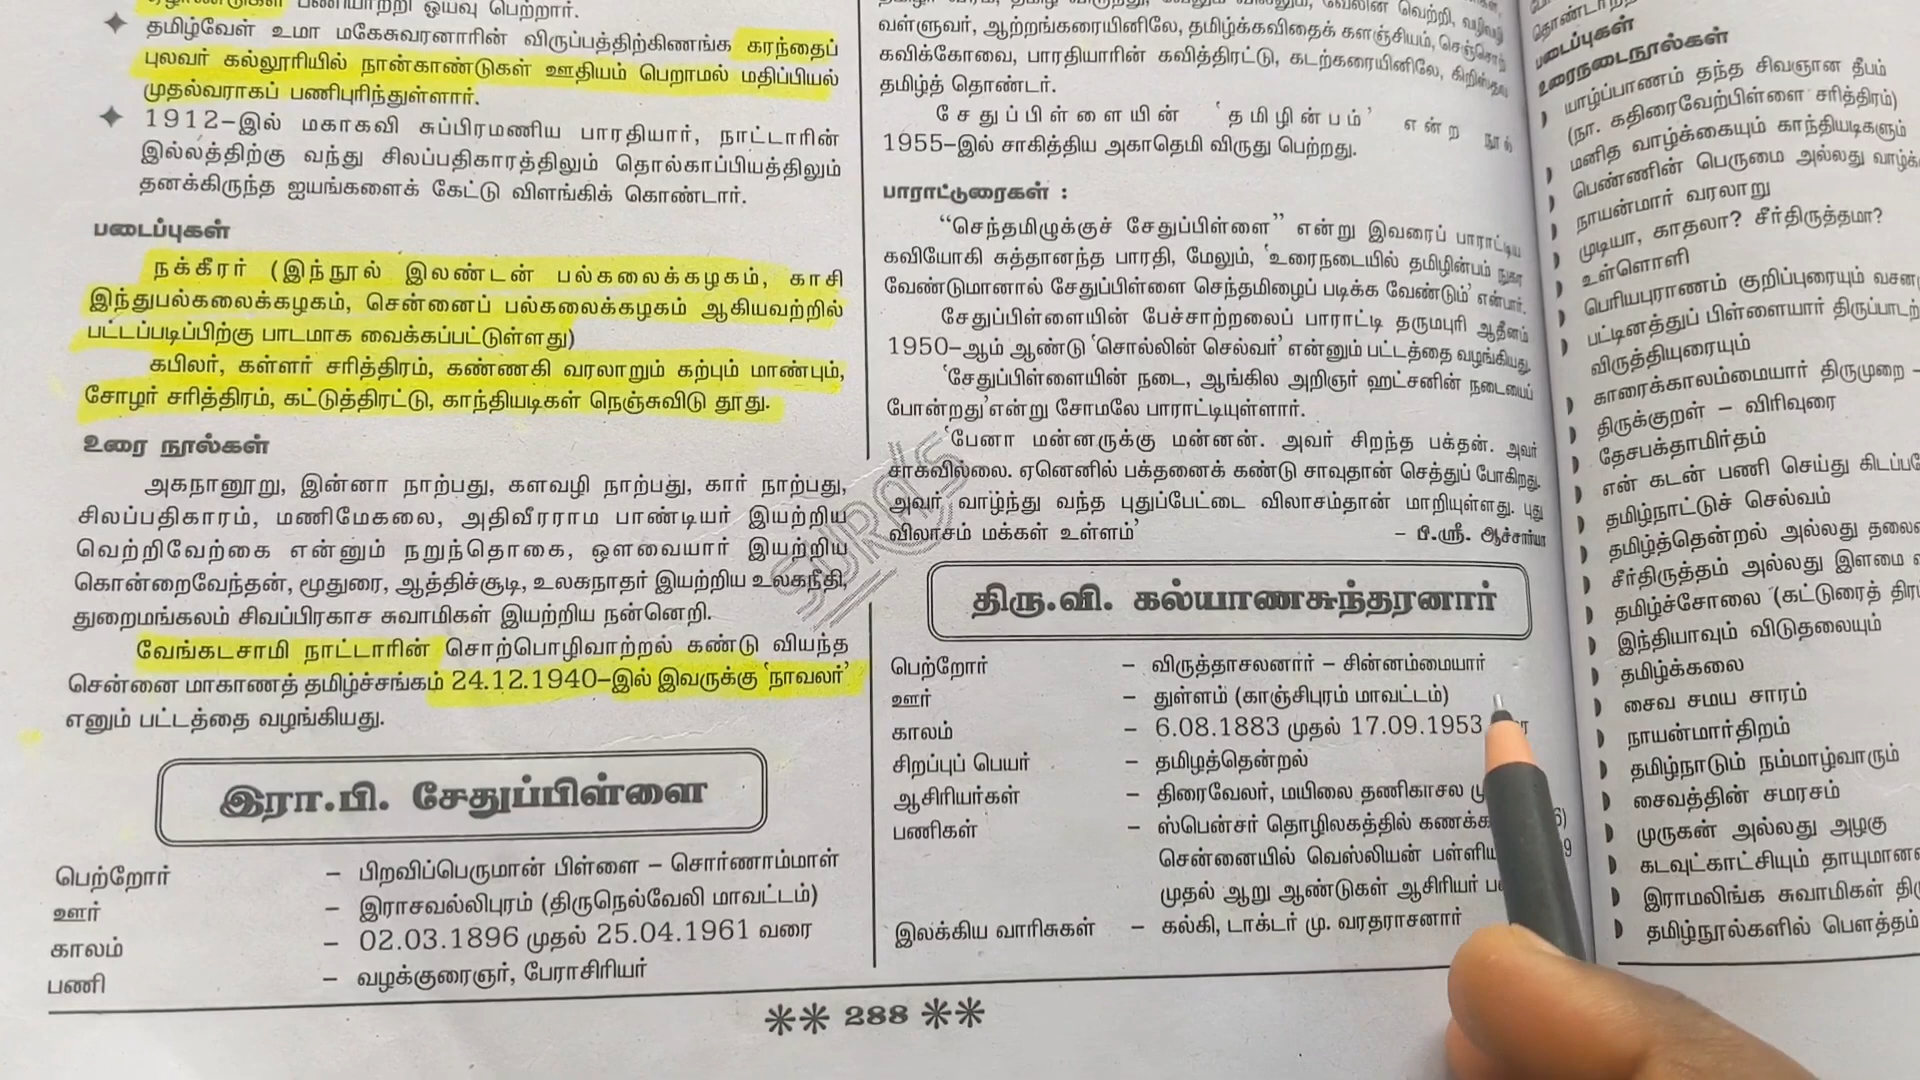 பணியாற்றி ஓய்வு பெற்றார்.
தமிழ்வேள் உமா மகேசுவரனாரின் விருப்பத்திற்கிணங்க கரந்தைப்
புலவர் கல்லூரியில் நான்காண்டுகள் ஊதியம் பெறாமல் மதிப்பியல்
முதல்வராகப் பணிபுரிந்துள்ளார்.
1912-இல் மகாகவி சுப்பிரமணிய பாரதியார், நாட்டாரின்
இல்லத்திற்கு வந்து சிலப்பதிகாரத்திலும் தொல்காப்பியத்திலும்
தனக்கிருந்த ஐயங்களைக் கேட்டு விளங்கிக் கொண்டார்.
படைப்புகள்
நக்கீரர் (இந்நூல் இலண்டன் பல்கலைக்கழகம், காசி
இந்துபல்கலைக்கழகம், சென்னைப் பல்கலைக்கழகம் ஆகியவற்றில்
பட்டப்படிப்பிற்கு பாடமாக வைக்கப்பட்டுள்ளது)
கபிலர், கள்ளர் சரித்திரம், கண்ணகி வரலாறும் கற்பும் மாண்பும்,
சோழர் சரித்திரம், கட்டுத்திரட்டு, காந்தியடிகள் நெஞ்சுவிடு தூது.
உரை நூல்கள்
அகநானூறு, இன்னா நாற்பது, களவழி நாற்பது, கார் நாற்பது,
சிலப்பதிகாரம், மணிமேகலை, அதிவீரராம பாண்டியர் இயற்றிய
வெற்றிவேற்கை என்னும் நறுந்தொகை, ஔவையார் இயற்றிய
கொன்றைவேந்தன், மூதுரை, ஆத்திச்சூடி, உலகநாதர் இயற்றிய உலகநீதி,
துறைமங்கலம் சிவப்பிரகாச சுவாமிகள் இயற்றிய நன்னெறி.
வேங்கடசாமி நாட்டாரின் சொற்பொழிவாற்றல் கண்டு வியந்த
சென்னை மாகாணத் தமிழ்ச்சங்கம் 24.12.1940-இல் இவருக்கு 'நாவலர்'
எனும் பட்டத்தை வழங்கியது.
இரா.பி. சேதுப்பிள்ளை
பெற்றோர் – பிறவிப்பெருமான் பிள்ளை – சொர்ணாம்மாள்
ஊர் – இராசவல்லிபுரம் (திருநெல்வேலி மாவட்டம்)
காலம் – 02.03.1896 முதல் 25.04.1961 வரை
பணி – வழக்குரைஞர், பேராசிரியர்
வள்ளுவர், ஆற்றங்கரையினிலே, தமிழ்க்கவிதைக் களஞ்சியம், செஞ்சொற்
கவிக்கோவை, பாரதியாரின் கவித்திரட்டு, கடற்கரையினிலே, கிறிஸ்தவ
தமிழ்த் தொண்டர்.
சேதுப்பிள்ளையின் 'தமிழின்பம்' என்ற நூல்
1955-இல் சாகித்திய அகாதெமி விருது பெற்றது.
பாராட்டுரைகள் :
“செந்தமிழுக்குச் சேதுப்பிள்ளை” என்று இவரைப் பாராட்டிய
கவியோகி சுத்தானந்த பாரதி, மேலும், 'உரைநடையில் தமிழின்பம் நுகர
வேண்டுமானால் சேதுப்பிள்ளை செந்தமிழைப் படிக்க வேண்டும்' என்பார்.
சேதுப்பிள்ளையின் பேச்சாற்றலைப் பாராட்டி தருமபுரி ஆதீனம்
1950-ஆம் ஆண்டு 'சொல்லின் செல்வர்' என்னும் பட்டத்தை வழங்கியது.
'சேதுப்பிள்ளையின் நடை, ஆங்கில அறிஞர் ஹட்சனின் நடையைப்
போன்றது'என்று சோமலே பாராட்டியுள்ளார்.
'பேனா மன்னருக்கு மன்னன். அவர் சிறந்த பக்தன். அவர்
சாகவில்லை. ஏனெனில் பக்தனைக் கண்டு சாவுதான் செத்துப் போகிறது.
அவர் வாழ்ந்து வந்த புதுப்பேட்டை விலாசம்தான் மாறியுள்ளது. புது
விலாசம் மக்கள் உள்ளம்'
– பி.ஸ்ரீ. ஆச்சார்யா
திரு.வி. கல்யாணசுந்தரனார்
பெற்றோர் – விருத்தாசலனார் – சின்னம்மையார்
ஊர் – துள்ளம் (காஞ்சிபுரம் மாவட்டம்)
காலம் – 6.08.1883 முதல் 17.09.1953
சிறப்புப் பெயர் – தமிழத்தென்றல்
ஆசிரியர்கள் – திரைவேலர், மயிலை தணிகாசல
பணிகள் – ஸ்பென்சர் தொழிலகத்தில்
சென்னையில் வெஸ்லியன்
முதல் ஆறு ஆண்டுகள் ஆசிரியர்
இலக்கிய வாரிசுகள் – கல்கி, டாக்டர் மு. வரதராசனார்
SURA'S
288
படைப்புகள்
உரைநடைநூல்கள்
யாழ்ப்பாணம் தந்த சிவஞான தீபம்
(நா. கதிரைவேற்பிள்ளை சரித்திரம்)
மனித வாழ்க்கையும் காந்தியடிகளும்
பெண்ணின் பெருமை அல்லது
நாயன்மார் வரலாறு
முடியா, காதலா? சீர்திருத்தமா?
உள்ளொளி
பெரியபுராணம் குறிப்புரையும்
பட்டினத்துப் பிள்ளையார்
விருத்தியுரையும்
காரைக்காலம்மையார் திருமுறை –
திருக்குறள் – விரிவுரை
தேசபக்தாமிர்தம்
என் கடன் பணி செய்து
தமிழ்நாட்டுச் செல்வம்
தமிழ்த்தென்றல் அல்லது
சீர்திருத்தம் அல்லது இளமை
தமிழ்ச்சோலை (கட்டுரைத்
இந்தியாவும் விடுதலையும்
தமிழ்க்கலை
சைவ சமய சாரம்
நாயன்மார்திறம்
தமிழ்நாடும் நம்மாழ்வாரும்
சைவத்தின் சமரசம்
முருகன் அல்லது அழகு
கடவுட்காட்சியும்
இராமலிங்க சுவாமிகள்
தமிழ்நூல்களில் பௌத்தம்